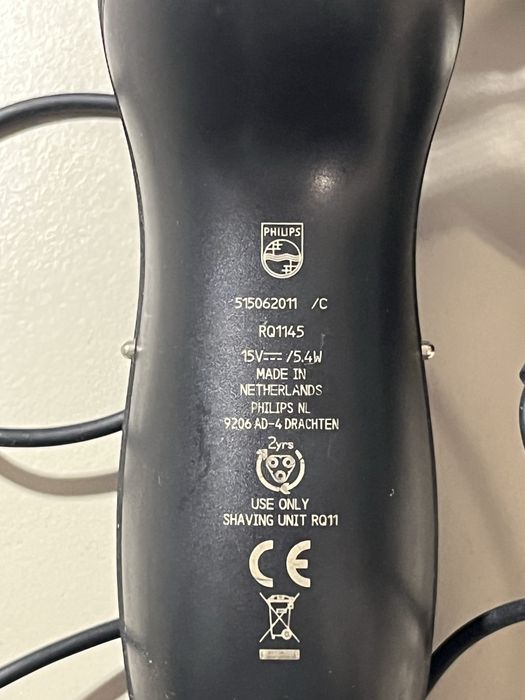 PHILIPS
515062011 /C
RQ1145
15V⎓/5.4W
MADE IN
NETHERLANDS
PHILIPS NL
9206 AD-4 DRACHTEN
2yrs
USE ONLY
SHAVING UNIT RQ11
CE